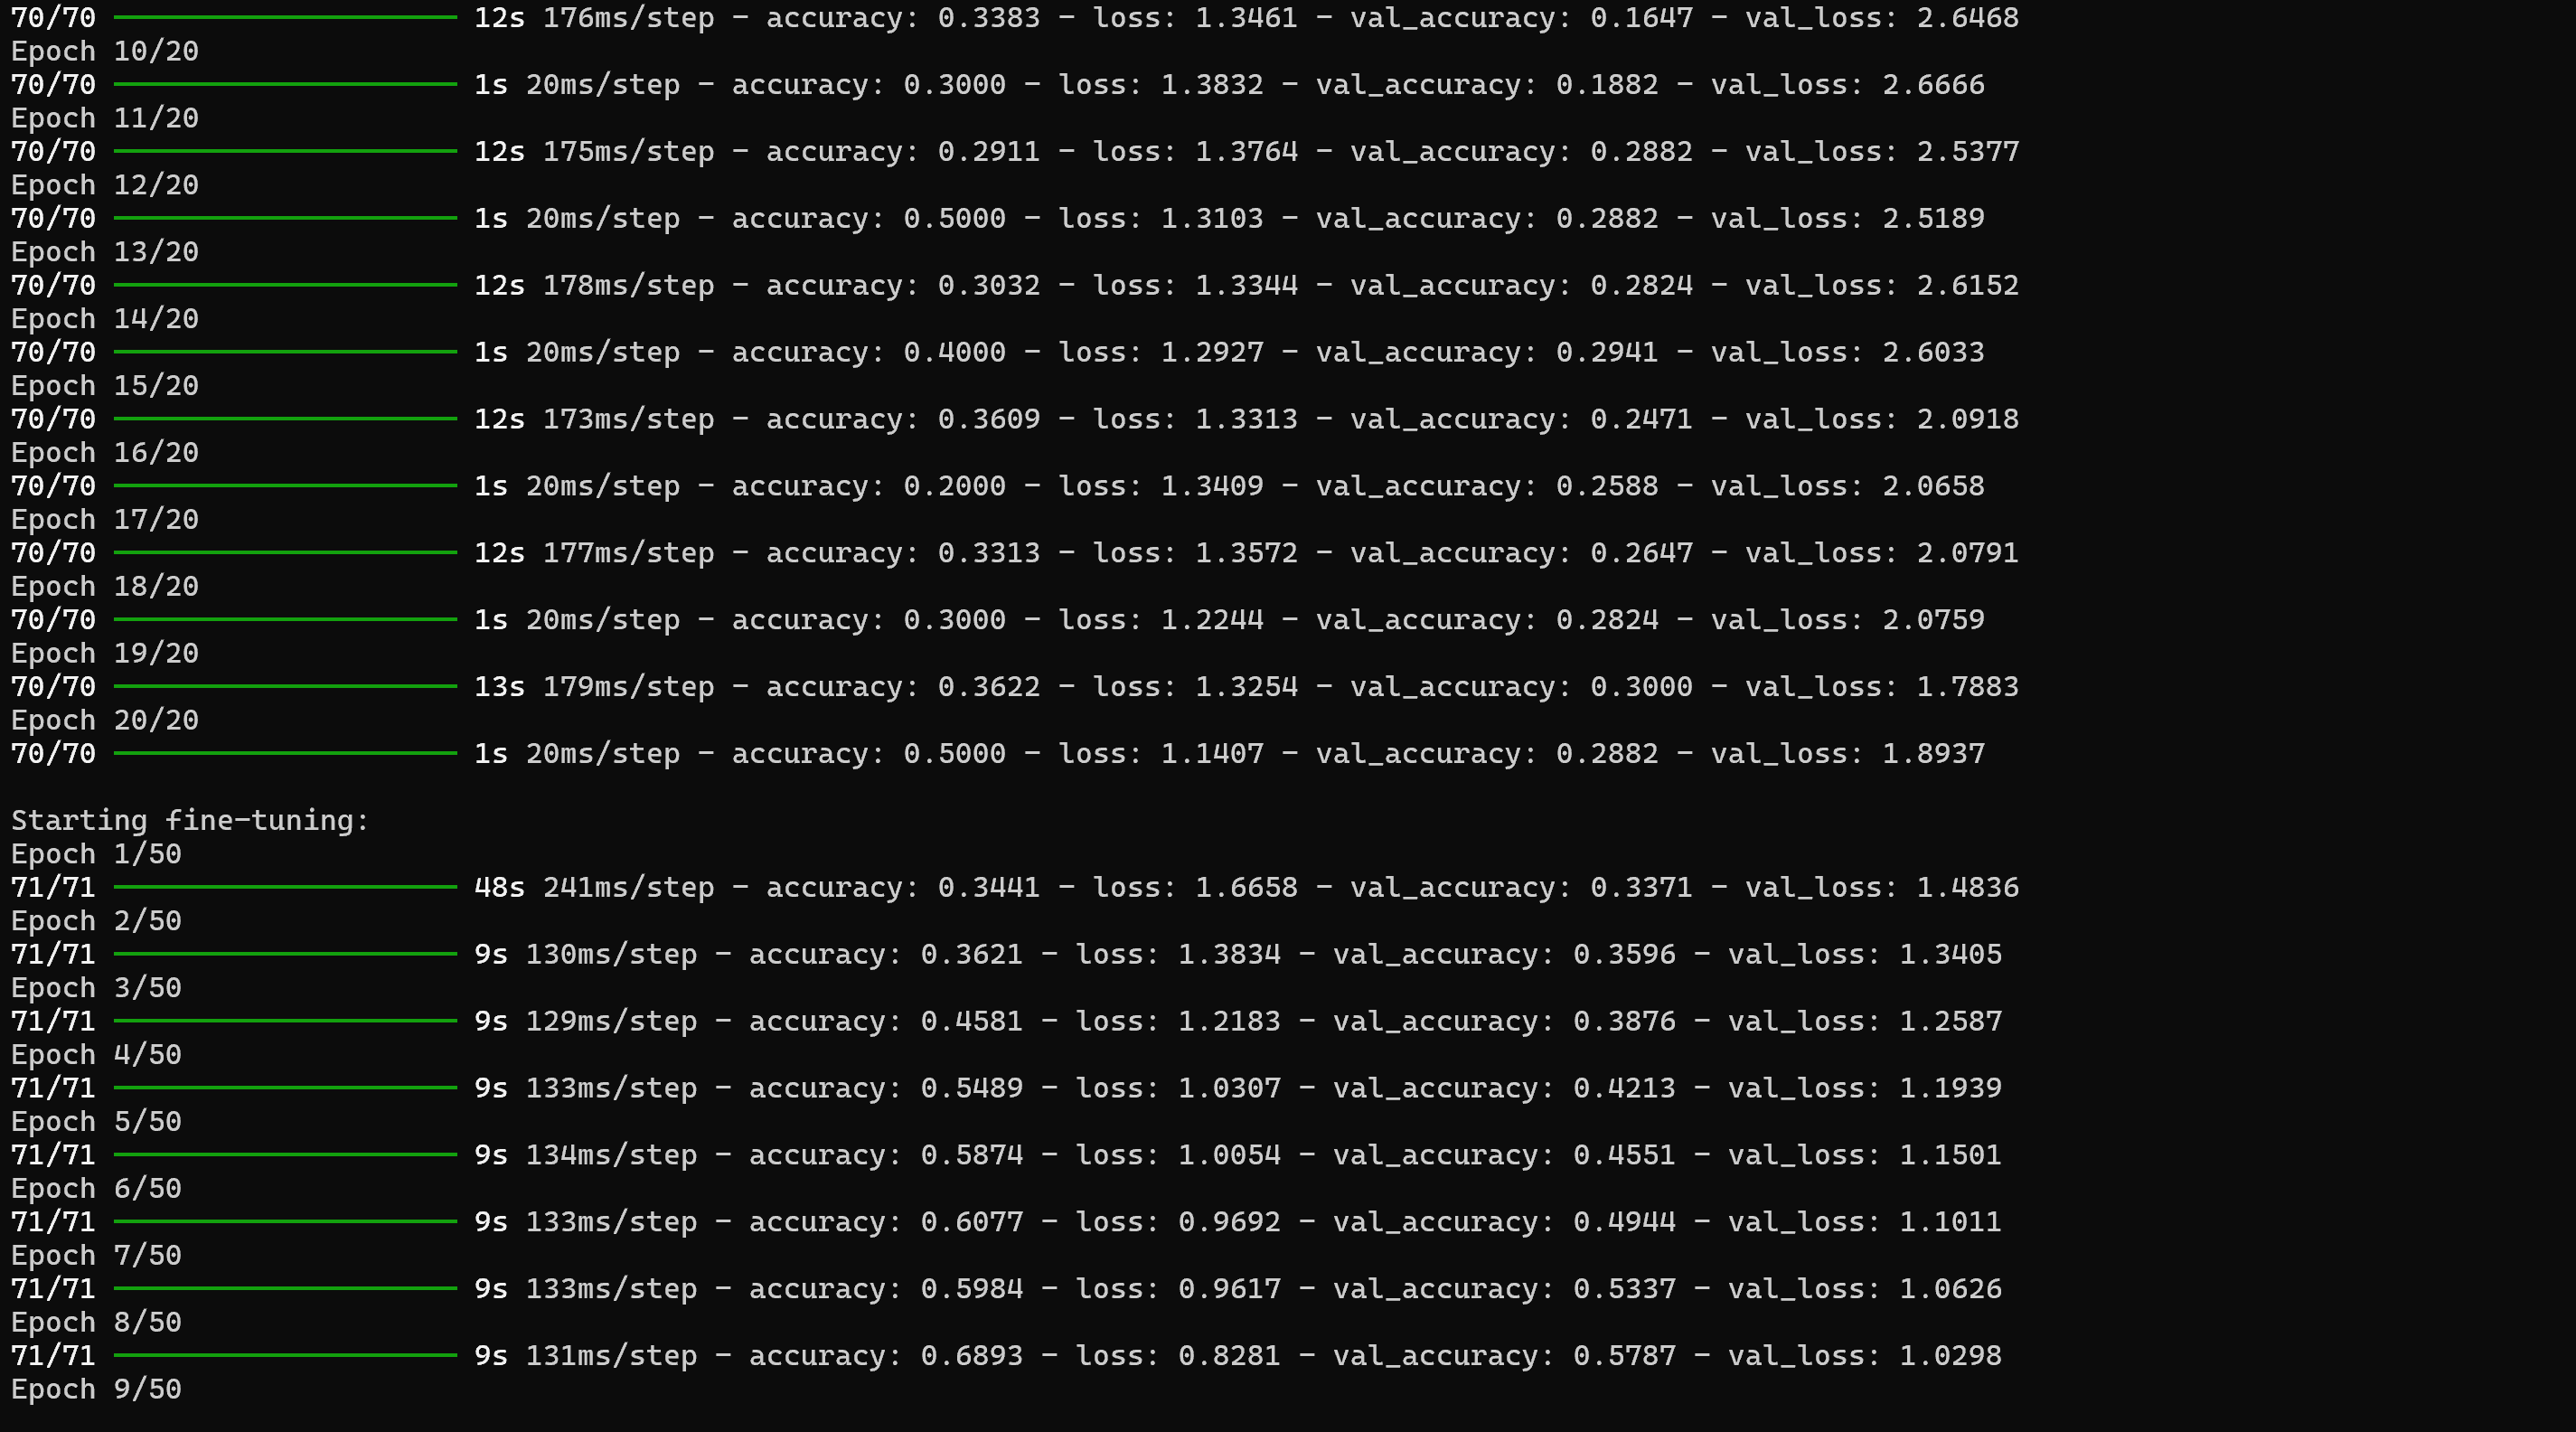 70/70 ━━━━━━━━━━━━━━━━━━━━ 12s 176ms/step - accuracy: 0.3383 - loss: 1.3461 - val_accuracy: 0.1647 - val_loss: 2.6468
Epoch 10/20
70/70 ━━━━━━━━━━━━━━━━━━━━ 1s 20ms/step - accuracy: 0.3000 - loss: 1.3832 - val_accuracy: 0.1882 - val_loss: 2.6666
Epoch 11/20
70/70 ━━━━━━━━━━━━━━━━━━━━ 12s 175ms/step - accuracy: 0.2911 - loss: 1.3764 - val_accuracy: 0.2882 - val_loss: 2.5377
Epoch 12/20
70/70 ━━━━━━━━━━━━━━━━━━━━ 1s 20ms/step - accuracy: 0.5000 - loss: 1.3103 - val_accuracy: 0.2882 - val_loss: 2.5189
Epoch 13/20
70/70 ━━━━━━━━━━━━━━━━━━━━ 12s 178ms/step - accuracy: 0.3032 - loss: 1.3344 - val_accuracy: 0.2824 - val_loss: 2.6152
Epoch 14/20
70/70 ━━━━━━━━━━━━━━━━━━━━ 1s 20ms/step - accuracy: 0.4000 - loss: 1.2927 - val_accuracy: 0.2941 - val_loss: 2.6033
Epoch 15/20
70/70 ━━━━━━━━━━━━━━━━━━━━ 12s 173ms/step - accuracy: 0.3609 - loss: 1.3313 - val_accuracy: 0.2471 - val_loss: 2.0918
Epoch 16/20
70/70 ━━━━━━━━━━━━━━━━━━━━ 1s 20ms/step - accuracy: 0.2000 - loss: 1.3409 - val_accuracy: 0.2588 - val_loss: 2.0658
Epoch 17/20
70/70 ━━━━━━━━━━━━━━━━━━━━ 12s 177ms/step - accuracy: 0.3313 - loss: 1.3572 - val_accuracy: 0.2647 - val_loss: 2.0791
Epoch 18/20
70/70 ━━━━━━━━━━━━━━━━━━━━ 1s 20ms/step - accuracy: 0.3000 - loss: 1.2244 - val_accuracy: 0.2824 - val_loss: 2.0759
Epoch 19/20
70/70 ━━━━━━━━━━━━━━━━━━━━ 13s 179ms/step - accuracy: 0.3622 - loss: 1.3254 - val_accuracy: 0.3000 - val_loss: 1.7883
Epoch 20/20
70/70 ━━━━━━━━━━━━━━━━━━━━ 1s 20ms/step - accuracy: 0.5000 - loss: 1.1407 - val_accuracy: 0.2882 - val_loss: 1.8937
Starting fine-tuning:
Epoch 1/50
71/71 ━━━━━━━━━━━━━━━━━━━━ 48s 241ms/step - accuracy: 0.3441 - loss: 1.6658 - val_accuracy: 0.3371 - val_loss: 1.4836
Epoch 2/50
71/71 ━━━━━━━━━━━━━━━━━━━━ 9s 130ms/step - accuracy: 0.3621 - loss: 1.3834 - val_accuracy: 0.3596 - val_loss: 1.3405
Epoch 3/50
71/71 ━━━━━━━━━━━━━━━━━━━━ 9s 129ms/step - accuracy: 0.4581 - loss: 1.2183 - val_accuracy: 0.3876 - val_loss: 1.2587
Epoch 4/50
71/71 ━━━━━━━━━━━━━━━━━━━━ 9s 133ms/step - accuracy: 0.5489 - loss: 1.0307 - val_accuracy: 0.4213 - val_loss: 1.1939
Epoch 5/50
71/71 ━━━━━━━━━━━━━━━━━━━━ 9s 134ms/step - accuracy: 0.5874 - loss: 1.0054 - val_accuracy: 0.4551 - val_loss: 1.1501
Epoch 6/50
71/71 ━━━━━━━━━━━━━━━━━━━━ 9s 133ms/step - accuracy: 0.6077 - loss: 0.9692 - val_accuracy: 0.4944 - val_loss: 1.1011
Epoch 7/50
71/71 ━━━━━━━━━━━━━━━━━━━━ 9s 133ms/step - accuracy: 0.5984 - loss: 0.9617 - val_accuracy: 0.5337 - val_loss: 1.0626
Epoch 8/50
71/71 ━━━━━━━━━━━━━━━━━━━━ 9s 131ms/step - accuracy: 0.6893 - loss: 0.8281 - val_accuracy: 0.5787 - val_loss: 1.0298
Epoch 9/50